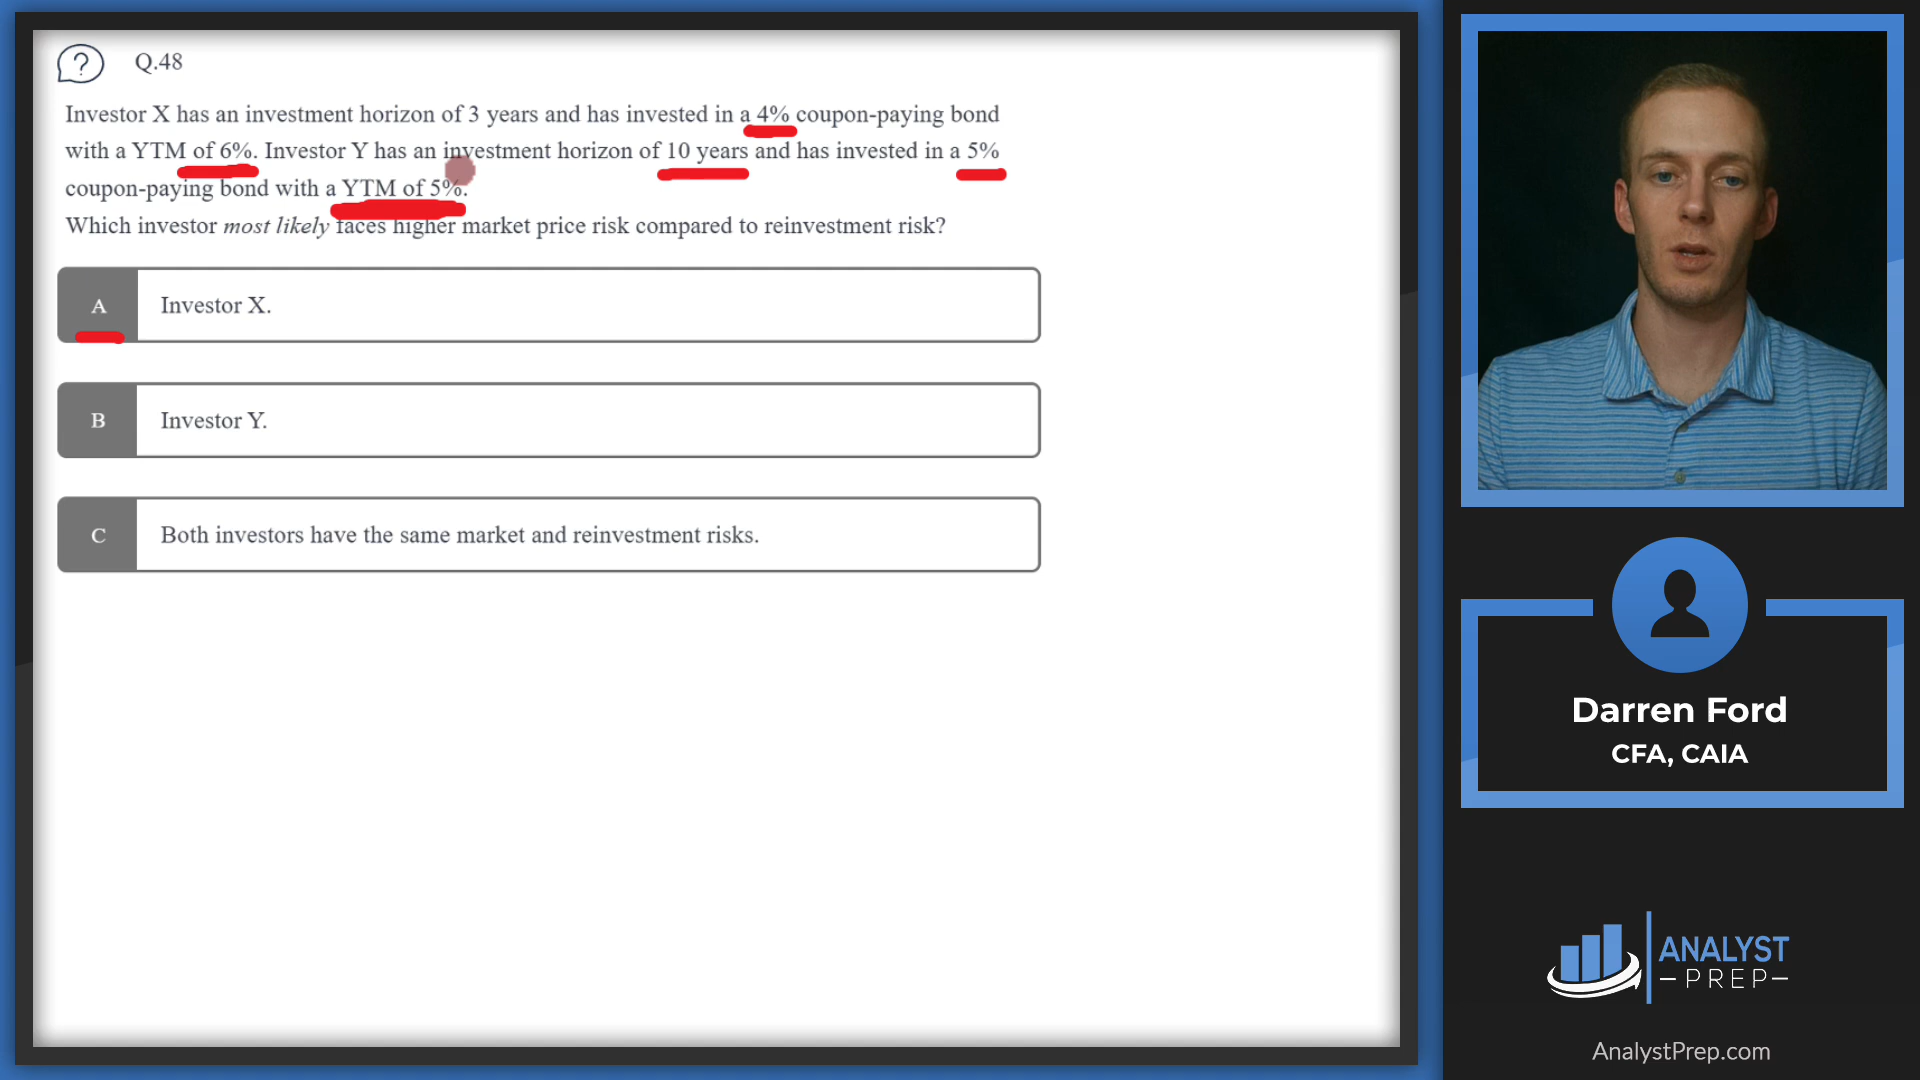 Q.48
Investor X has an investment horizon of 3 years and has invested in a 4% coupon-paying bond
with a YTM of 6%. Investor Y has an investment horizon of 10 years and has invested in a 5%
coupon-paying bond with a YTM of 5%.
Which investor most likely faces higher market price risk compared to reinvestment risk?
A
Investor X.
B
Investor Y.
C
Both investors have the same market and reinvestment risks.
Darren Ford
CFA, CAIA
ANALYST
PREP
AnalystPrep.com